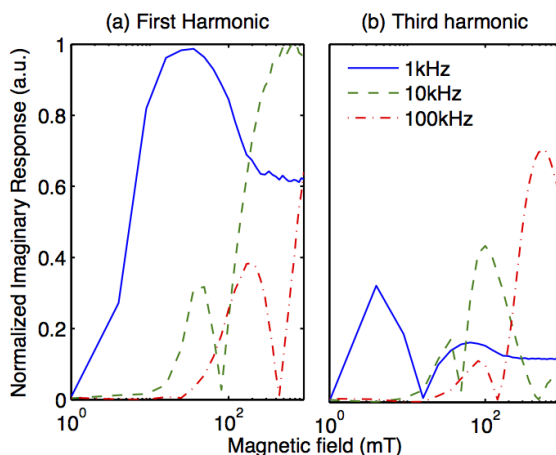 (a) First Harmonic
(b) Third harmonic
Normalized Imaginary Response (a.u.)
1
0.8
0.6
0.4
0.2
0
1kHz
10kHz
100kHz
10^0
10^2
10^0
10^2
Magnetic field (mT)